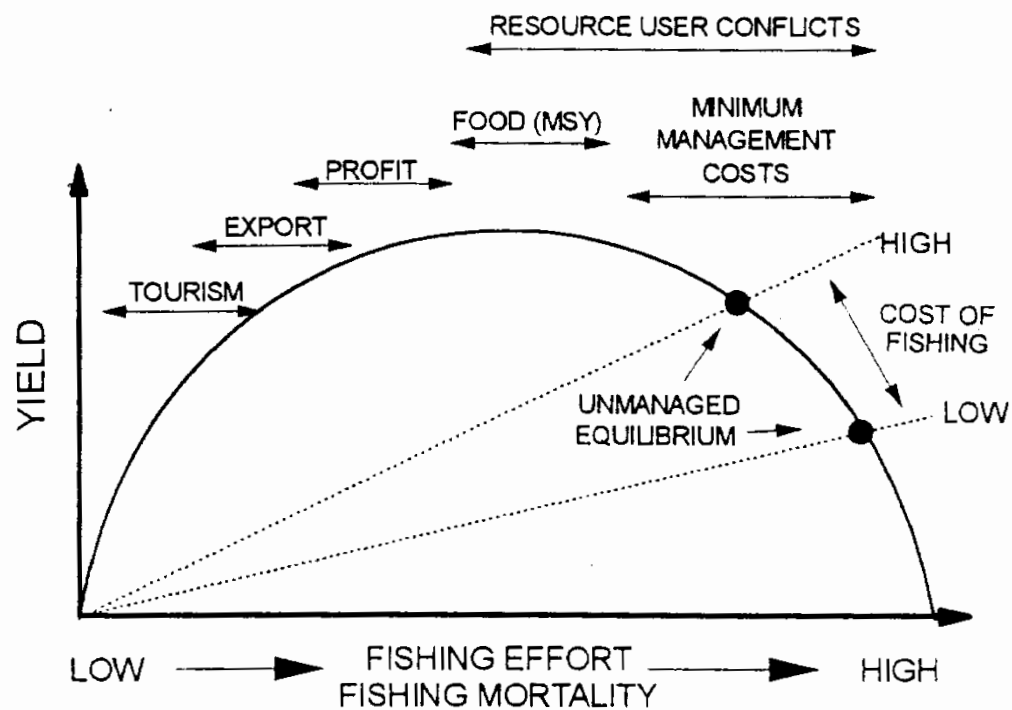 RESOURCE USER CONFLICTS
FOOD (MSY)
MINIMUM
MANAGEMENT
COSTS
PROFIT
EXPORT
TOURISM
HIGH
COST OF
FISHING
LOW
UNMANAGED
EQUILIBRIUM
YIELD
LOW
FISHING EFFORT
FISHING MORTALITY
HIGH